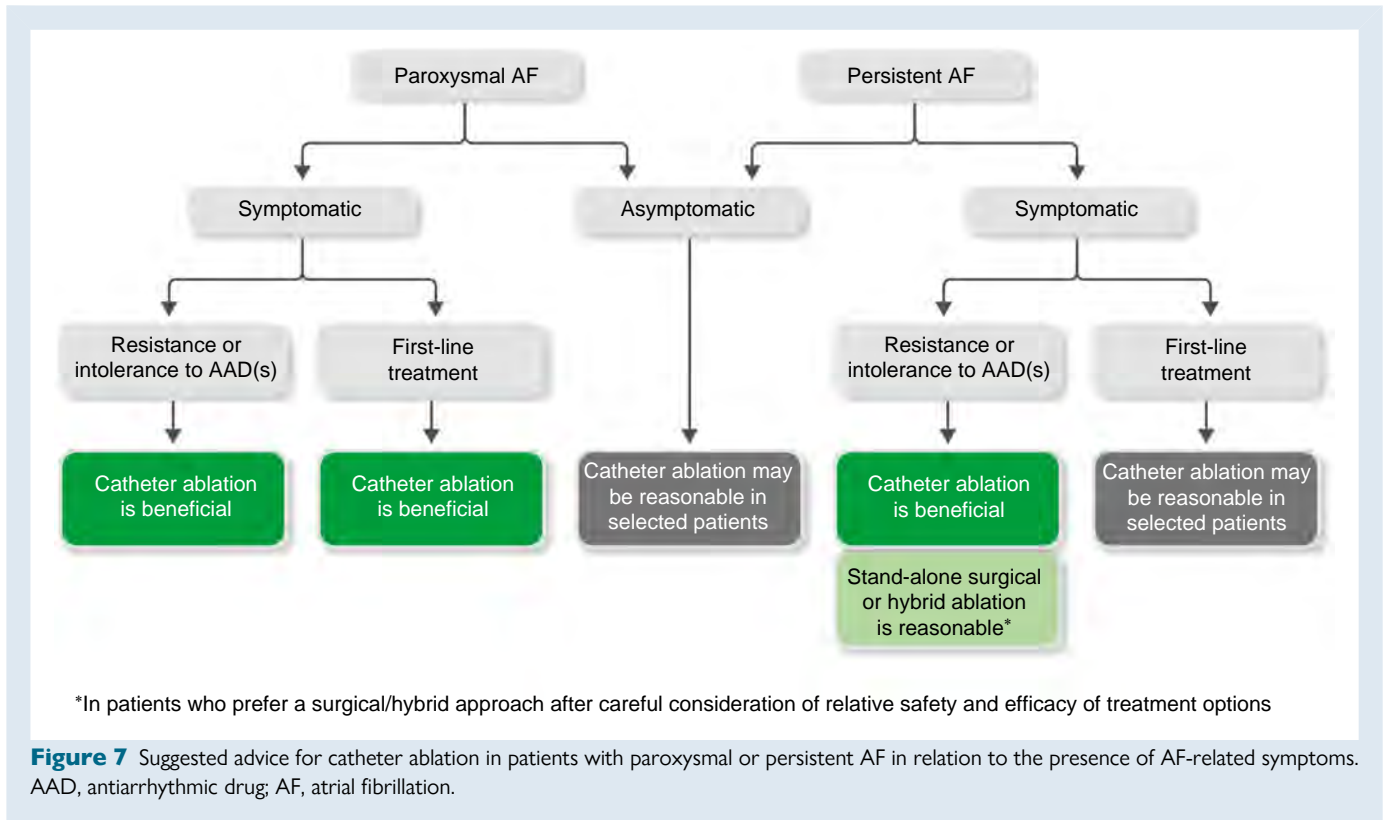 Paroxysmal AF
Persistent AF
Symptomatic
Asymptomatic
Symptomatic
Resistance or
intolerance to AAD(s)
First-line
treatment
Resistance or
intolerance to AAD(s)
First-line
treatment
Catheter ablation
is beneficial
Catheter ablation
is beneficial
Catheter ablation may
be reasonable in
selected patients
Catheter ablation
is beneficial
Catheter ablation may
be reasonable in
selected patients
Stand-alone surgical
or hybrid ablation
is reasonable*
*In patients who prefer a surgical/hybrid approach after careful consideration of relative safety and efficacy of treatment options
Figure 7 Suggested advice for catheter ablation in patients with paroxysmal or persistent AF in relation to the presence of AF-related symptoms.
AAD, antiarrhythmic drug; AF, atrial fibrillation.